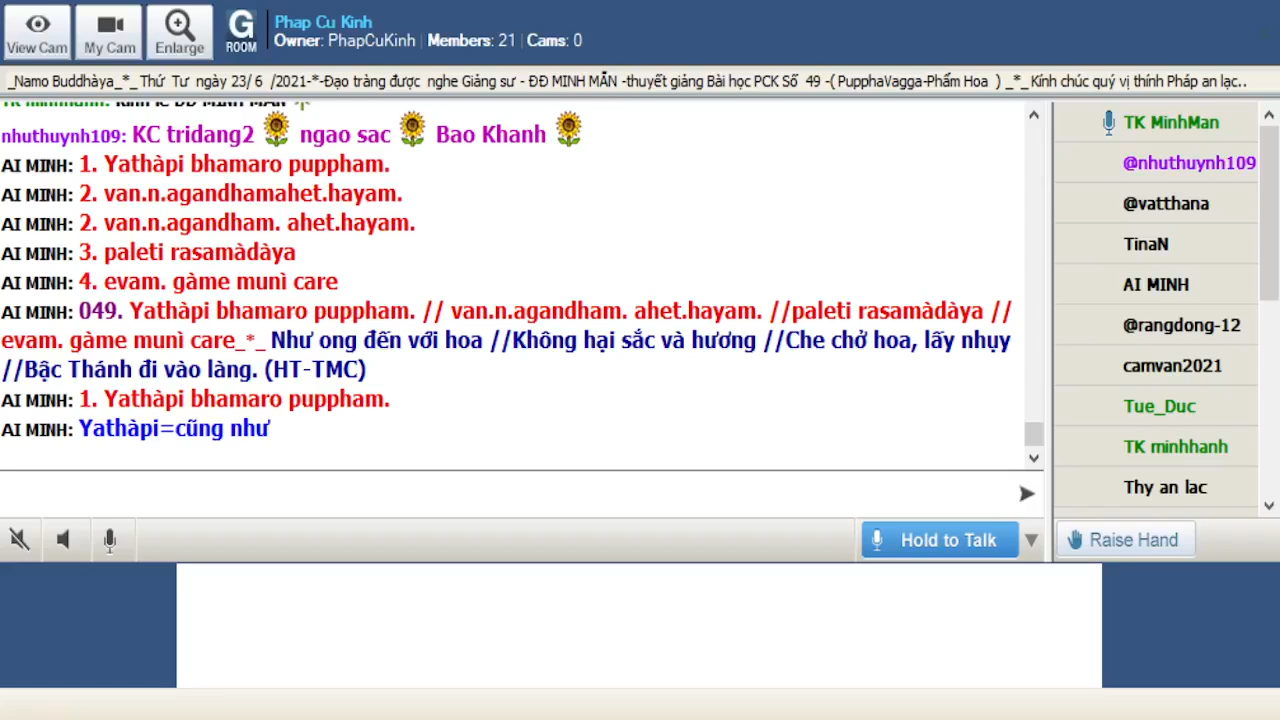 View Cam
My Cam
Enlarge
G
ROOM
Phap Cu Kinh
Owner: PhapCuKinh | Members: 21 | Cams: 0
_Namo Buddhàya_*_ Thứ Tư ngày 23/ 6 /2021-*-Đạo tràng được nghe Giảng sư - ĐĐ MINH MẪN -thuyết giảng Bài học PCK Số 49 -( PupphaVagga-Phẩm Hoa ) _*_ Kính chúc quý vị thính Pháp an lạc..
nhuthuynh109: KC tridang2 ngao sac Bao Khanh
AI MINH: 1. Yathàpi bhamaro puppham.
AI MINH: 2. van.n.agandhamahet.hayam.
AI MINH: 2. van.n.agandham. ahet.hayam.
AI MINH: 3. paleti rasamàdàya
AI MINH: 4. evam. gàme munì care
AI MINH: 049. Yathàpi bhamaro puppham. // van.n.agandham. ahet.hayam. //paleti rasamàdàya //
evam. gàme munì care_*_ Như ong đến với hoa //Không hại sắc và hương //Che chở hoa, lấy nhụy
//Bậc Thánh đi vào làng. (HT-TMC)
AI MINH: 1. Yathàpi bhamaro puppham.
AI MINH: Yathàpi=cũng như
TK MinhMan
@nhuthuynh109
@vatthana
TinaN
AI MINH
@rangdong-12
camvan2021
Tue_Duc
TK minhhanh
Thy an lac
Hold to Talk
Raise Hand